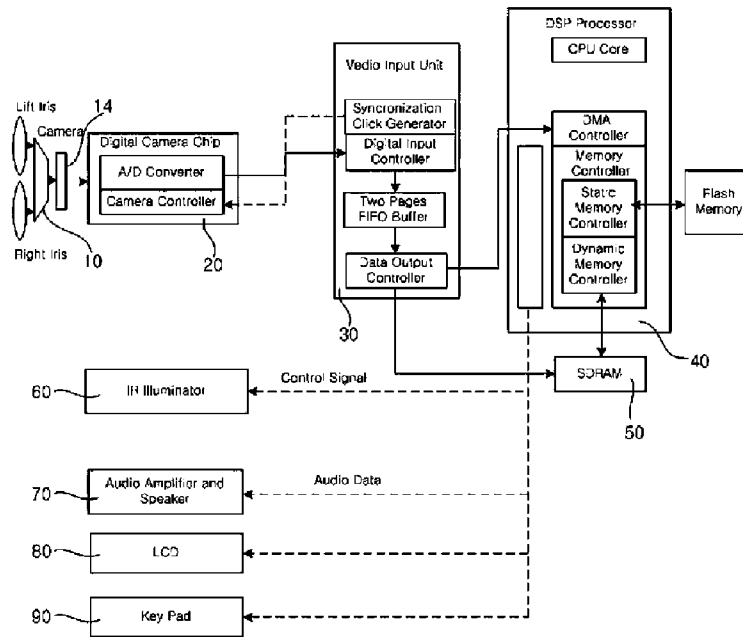 DSP Processor
CPU Core
Vedio Input Unit
Syncronization
Click Generator
Digital Input
Controller
Two Pages
FIFO Buffer
Data Output
Controller
30
Lift Iris
Camera
14
Digital Camera Chip
A/D Converter
Camera Controller
20
Right Iris
10
DMA
Controller
Memory
Controller
Static
Memory
Controller
Dynamic
Memory
Controller
40
Flash
Memory
SDRAM
50
60
IR Illuminator
Control Signal
70
Audio Amplifier and
Speaker
Audio Data
80
LCD
90
Key Pad